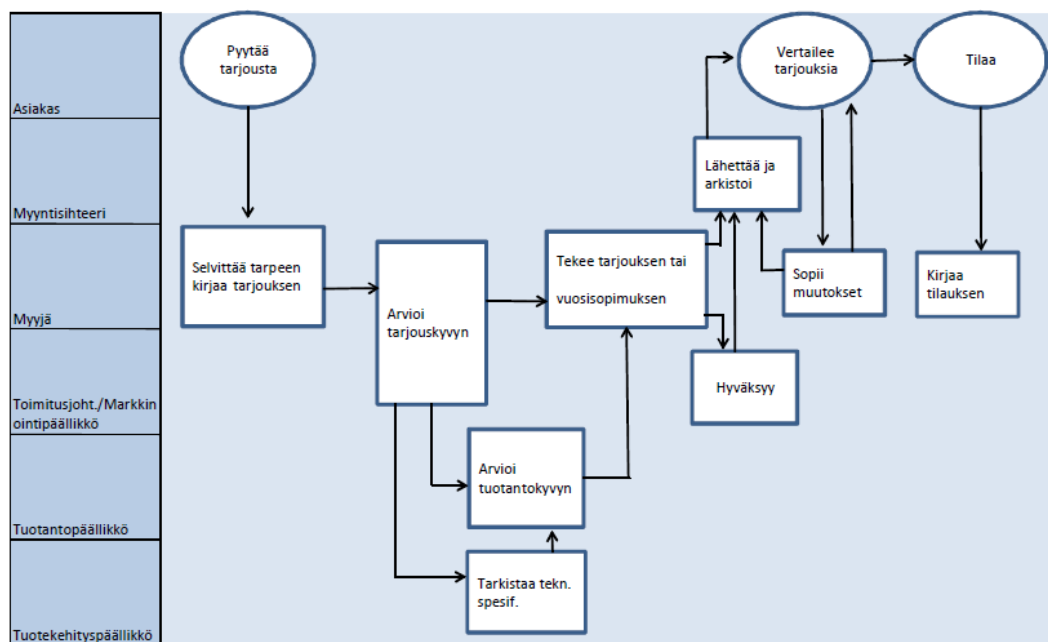 Pyytää
tarjousta
Vertailee
tarjouksia
Tilaa
Asiakas
Lähettää ja
arkistoi
Myyntisihteeri
Selvittää tarpeen
kirjaa tarjouksen
Arvioi
tarjouskyvyn
Tekee tarjouksen tai
vuosisopimuksen
Sopii
muutokset
Kirjaa
tilauksen
Myyjä
Hyväksyy
Toimitusjoht./Markkin
ointipäällikkö
Arvioi
tuotantokyvyn
Tuotantopäällikkö
Tarkistaa tekn.
spesif.
Tuotekehityspäällikkö